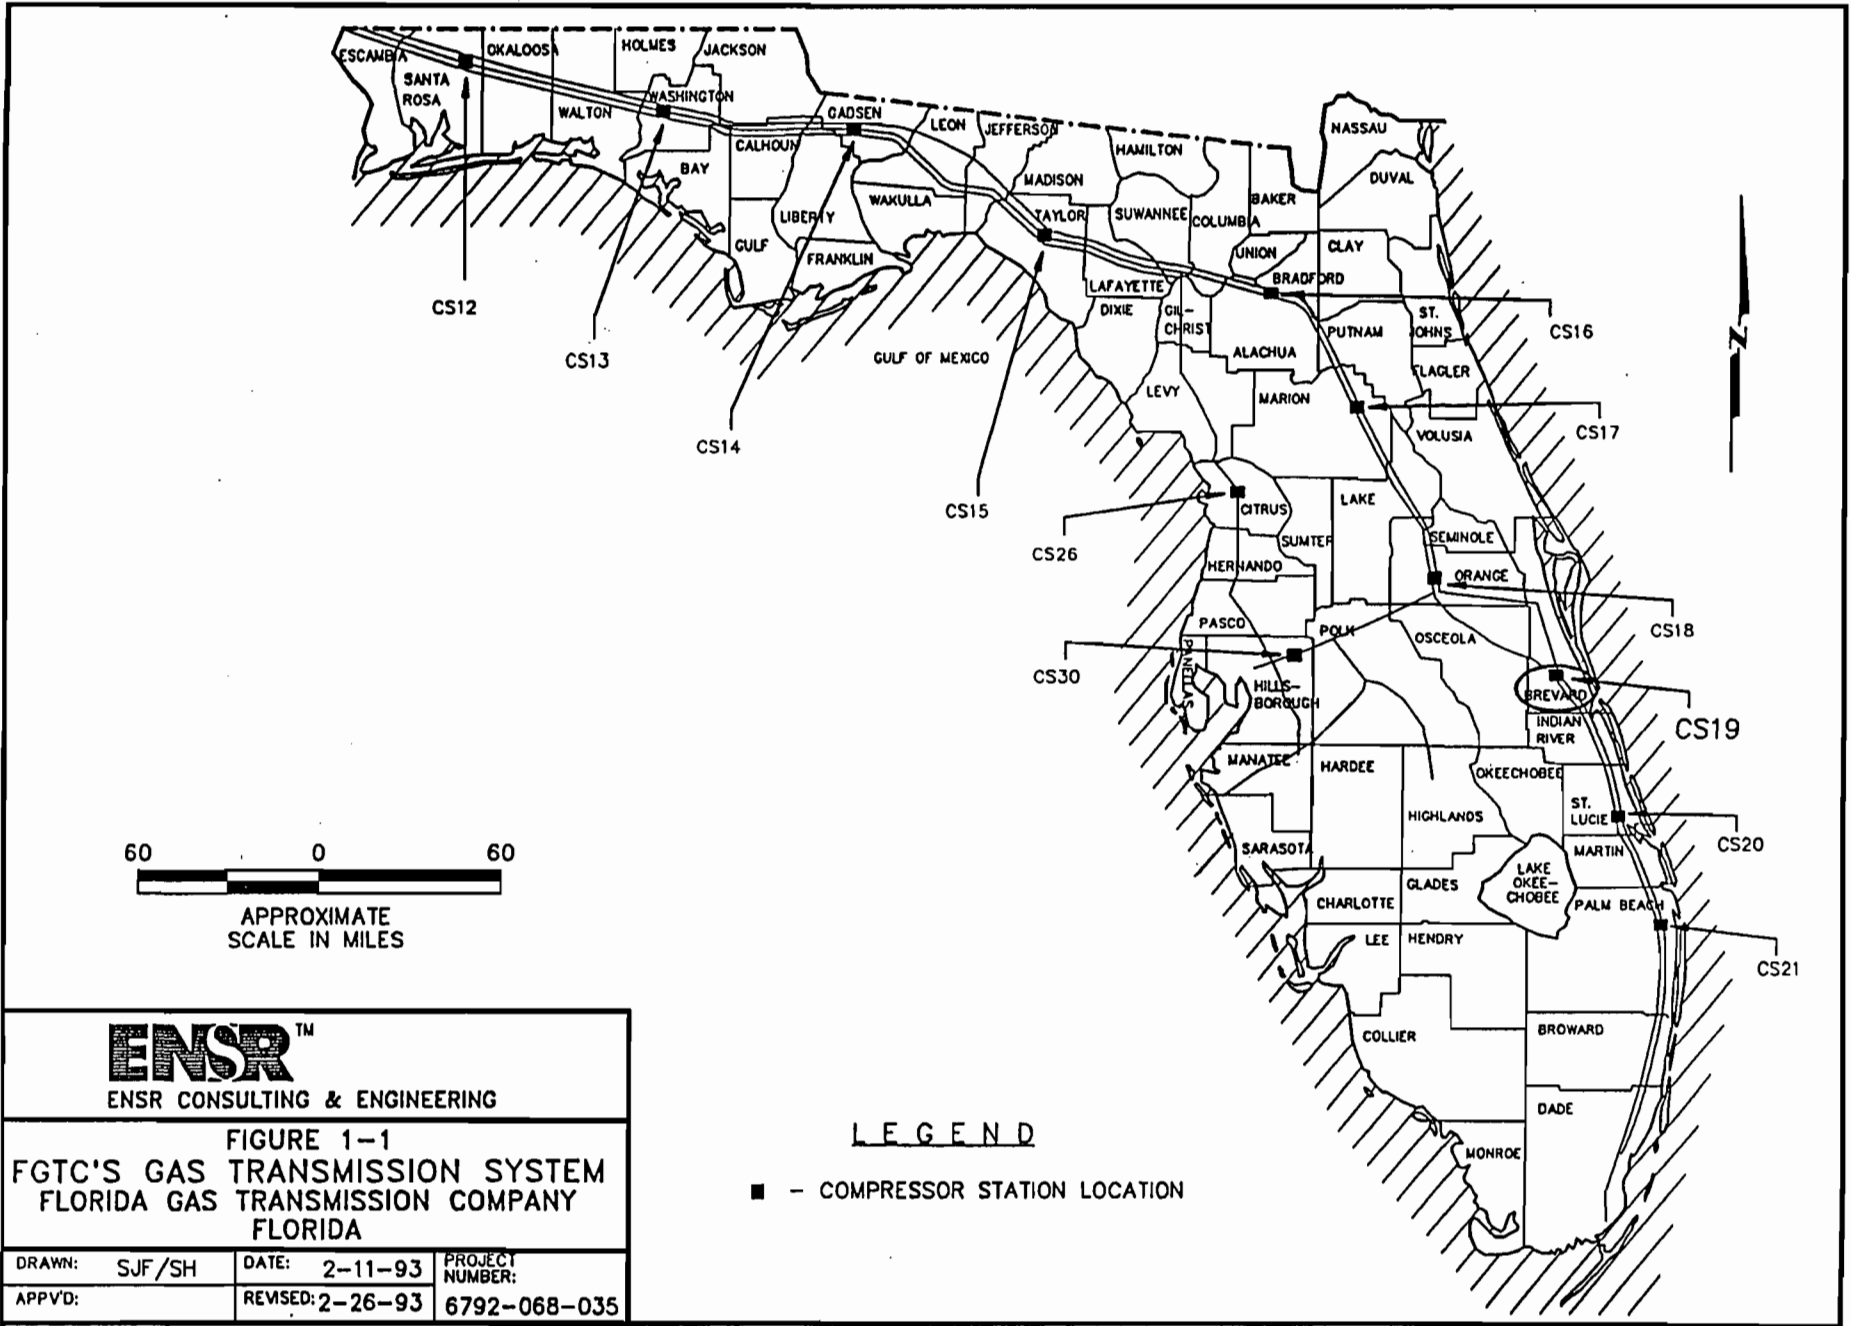 ESCAMBIA
OKALOOSA
HOLMES
JACKSON
SANTA
ROSA
WALTON
WASHINGTON
GADSEN
LEON
JEFFERSON
HAMILTON
NASSAU
DUVAL
CALHOUN
BAY
MADISON
BAKER
WAKULLA
LIBERTY
TAYLOR
SUWANNEE
COLUMBIA
GULF
FRANKLIN
UNION
CLAY
BRADFORD
LAFAYETTE
DIXIE
GIL-
CHRIST
PUTNAM
ST.
JOHNS
ALACHUA
FLAGLER
LEVY
MARION
VOLUSIA
GULF OF MEXICO
CS12
CS13
CS14
CS15
CS16
CS17
CS26
CITRUS
LAKE
SUMTER
SEMINOLE
HERNANDO
ORANGE
CS18
PASCO
POLK
OSCEOLA
CS30
PANELLAS
HILLS-
BOROUGH
BREVARD
CS19
INDIAN
RIVER
MANATEE
HARDEE
OKEECHOBEE
HIGHLANDS
ST.
LUCIE
CS20
SARASOTA
MARTIN
LAKE
OKEE-
CHOBEE
GLADES
CHARLOTTE
PALM BEACH
LEE
HENDRY
CS21
COLLIER
BROWARD
DADE
MONROE
N
60 0 60
APPROXIMATE
SCALE IN MILES
ENSR™
ENSR CONSULTING & ENGINEERING
FIGURE 1-1
FGTC'S GAS TRANSMISSION SYSTEM
FLORIDA GAS TRANSMISSION COMPANY
FLORIDA
DRAWN: SJF/SH
DATE: 2-11-93
PROJECT
NUMBER:
APPV'D:
REVISED: 2-26-93
6792-068-035
LEGEND
- COMPRESSOR STATION LOCATION